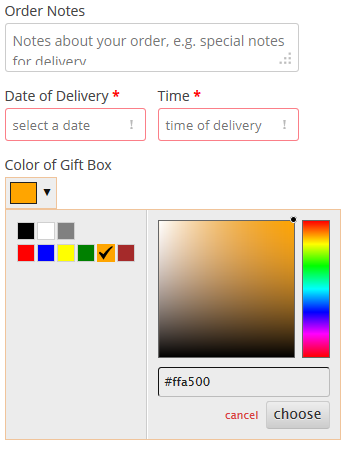 Order Notes
Notes about your order, e.g. special notes
for delivery
Date of Delivery *
Time *
select a date !
time of delivery !
Color of Gift Box
#ffa500
cancel
choose